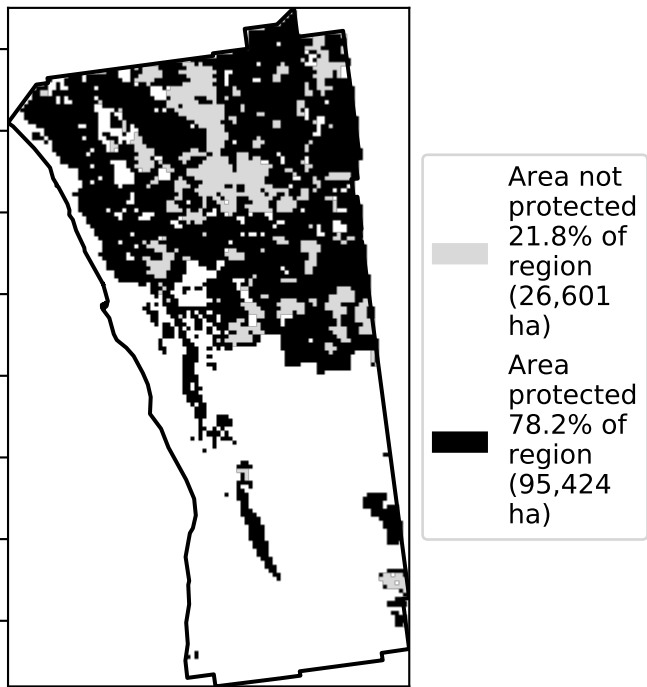 Area not
protected
21.8% of
region
(26,601
ha)
Area
protected
78.2% of
region
(95,424
ha)